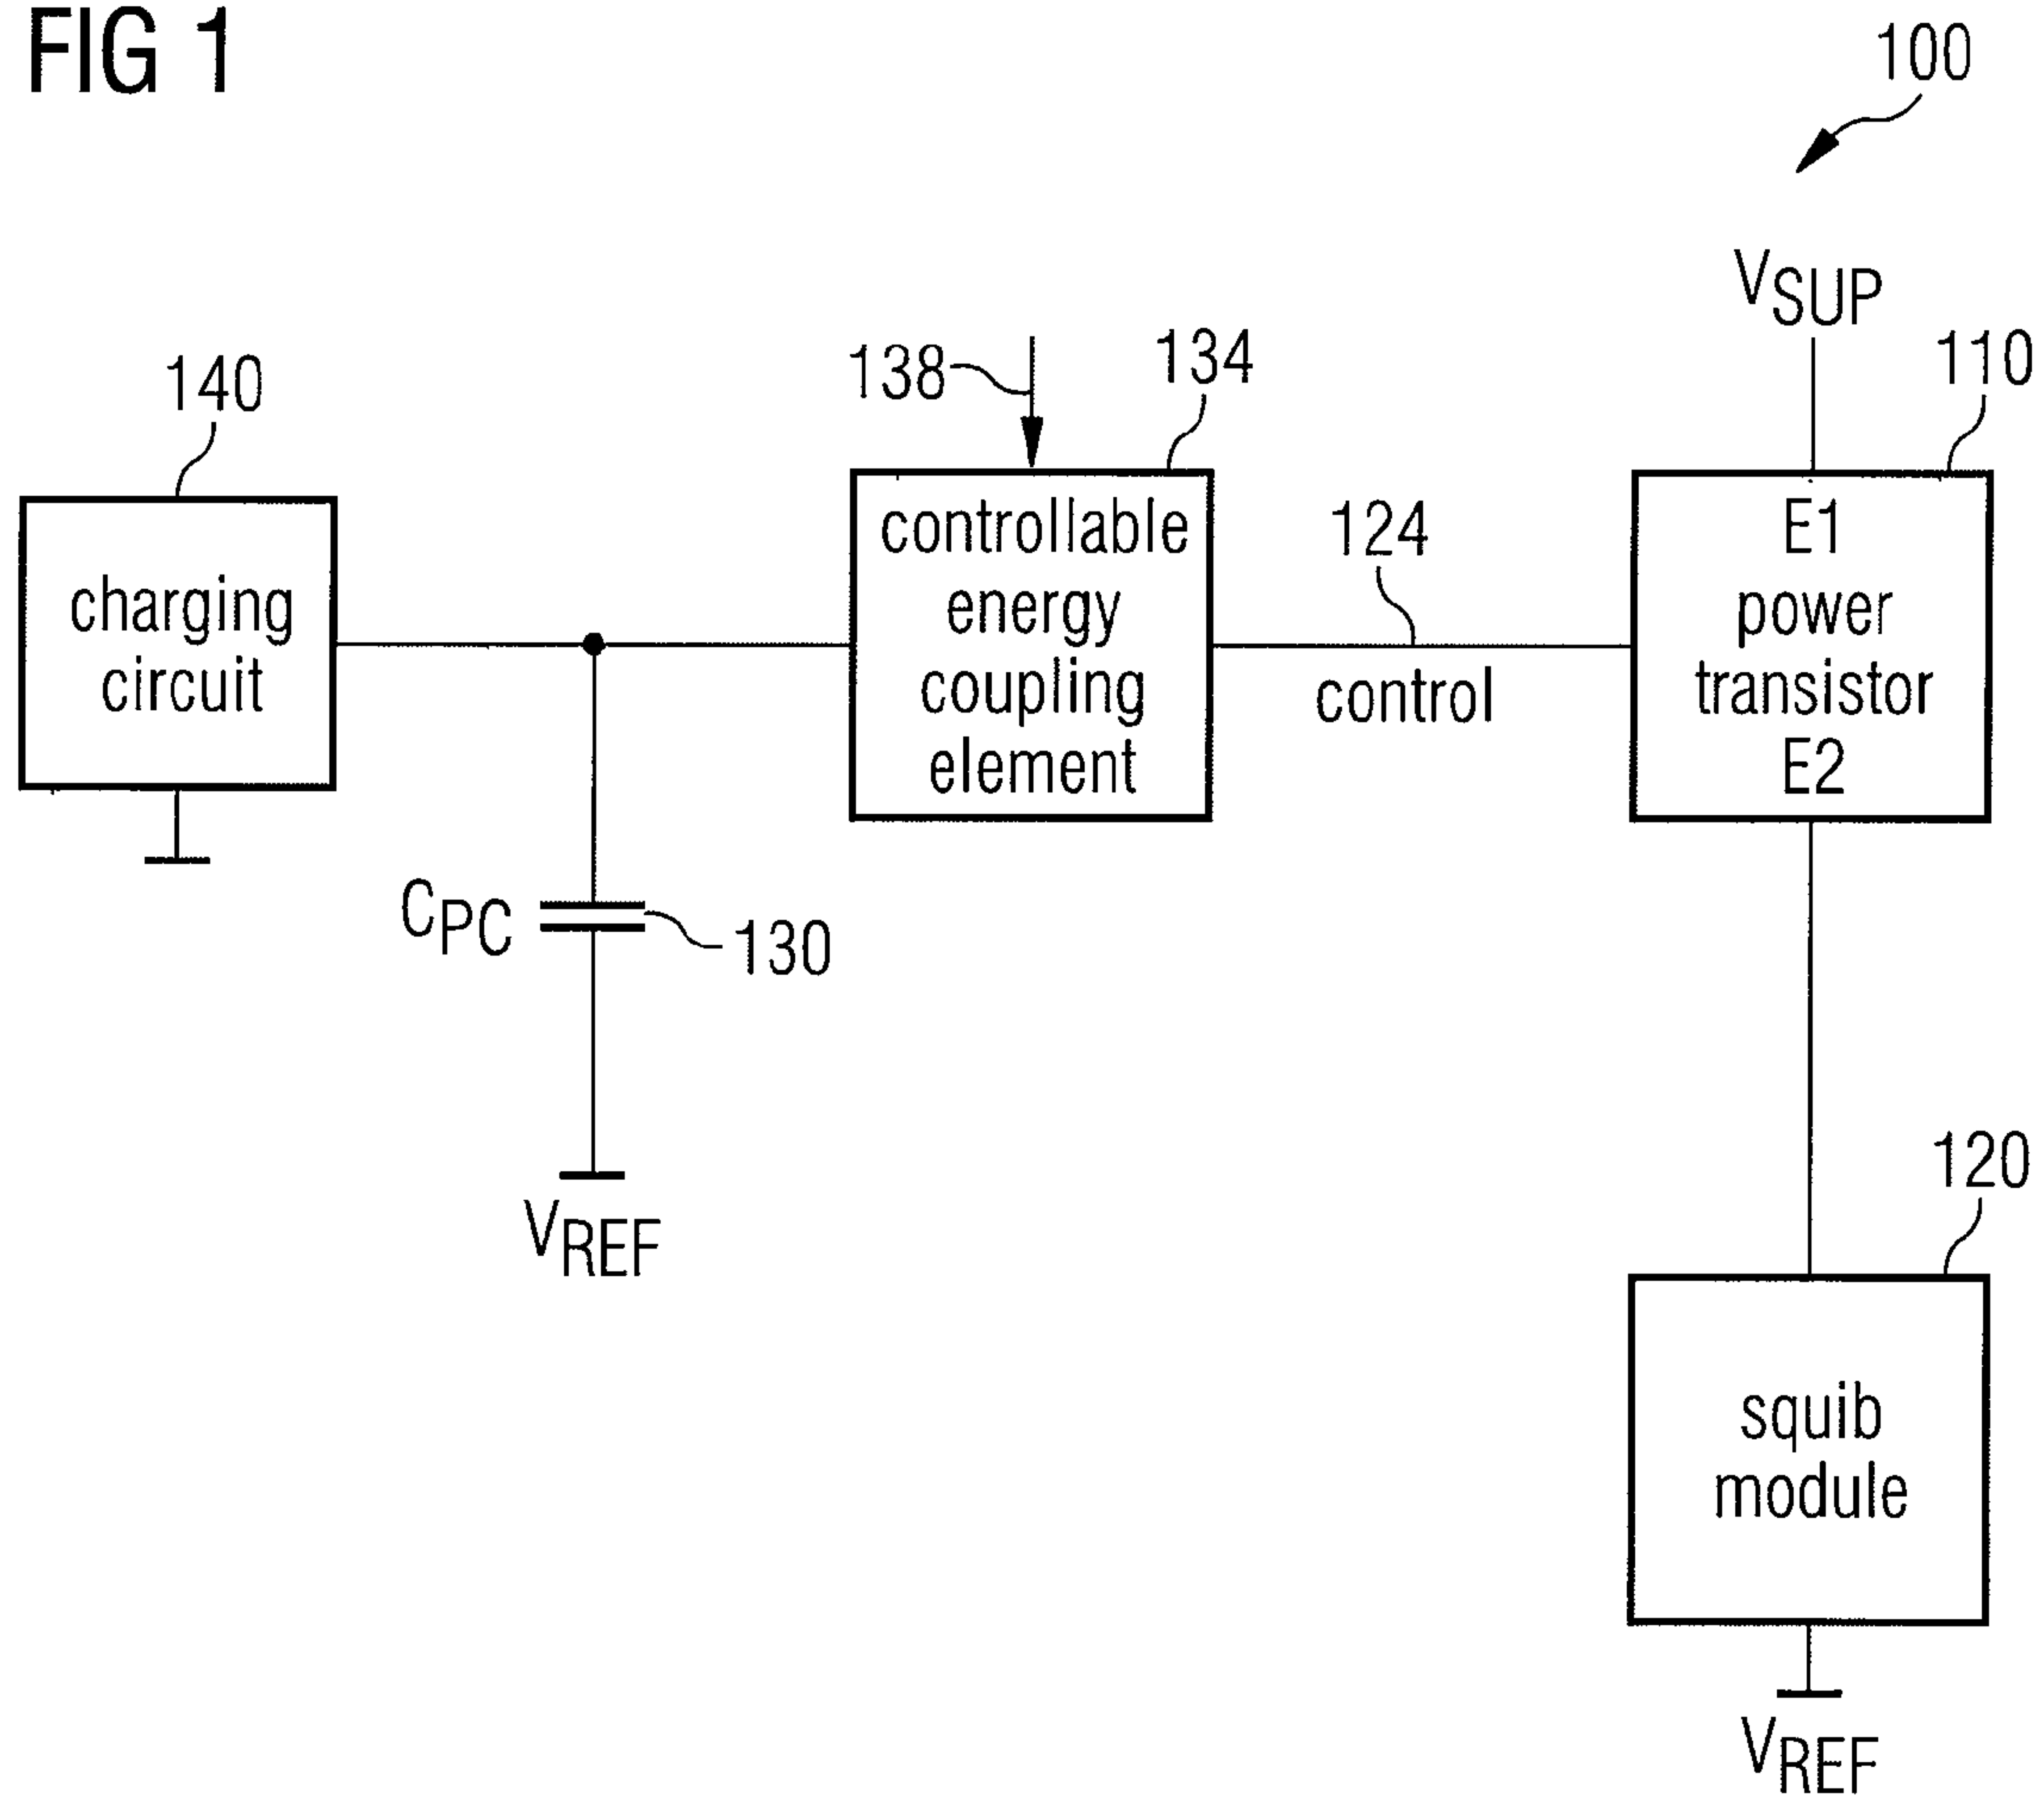 FIG 1
100
VSUP
138
134
110
140
controllable
energy
coupling
element
124
control
E1
power
transistor
E2
charging
circuit
CPC
130
VREF
120
squib
module
VREF